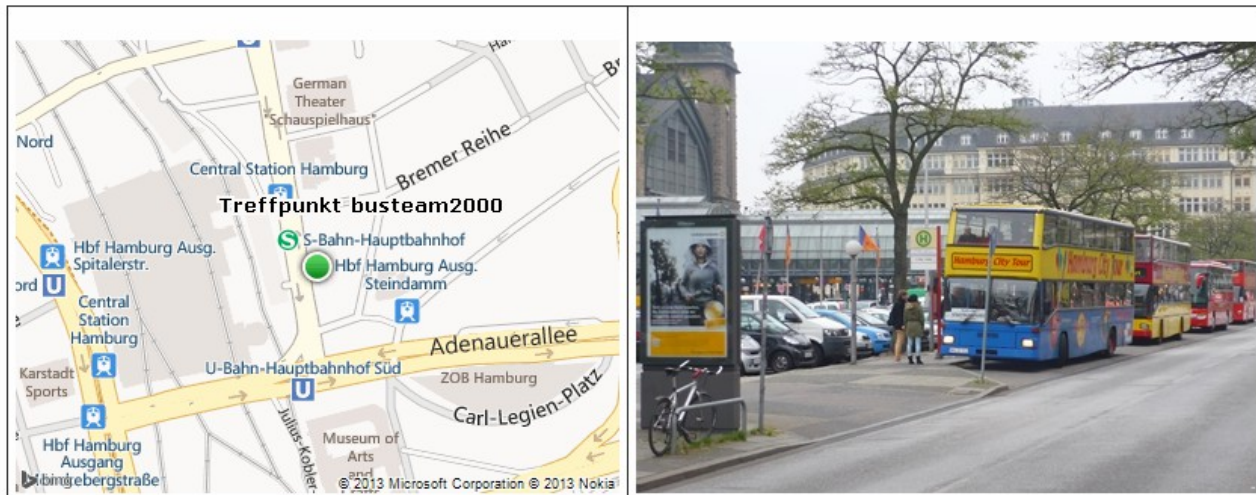 German
Theater
"Schauspielhaus"
Nord
Central Station Hamburg
Bremer Reihe
Treffpunkt busteam2000
S-Bahn-Hauptbahnhof
Hbf Hamburg Ausg.
Spitalerstr.
Hbf Hamburg Ausg.
Steindamm
ord
U
Central
Station
Hamburg
Adenauerallee
U-Bahn-Hauptbahnhof Süd
Karstadt
Sports
ZOB Hamburg
U
Carl-Legien-Platz
Hbf Hamburg
Ausgang
Museum of
Arts
and
bing
© 2013 Microsoft Corporation © 2013 Nokia
H
Hamburg City Tour
Hamburg City Tour